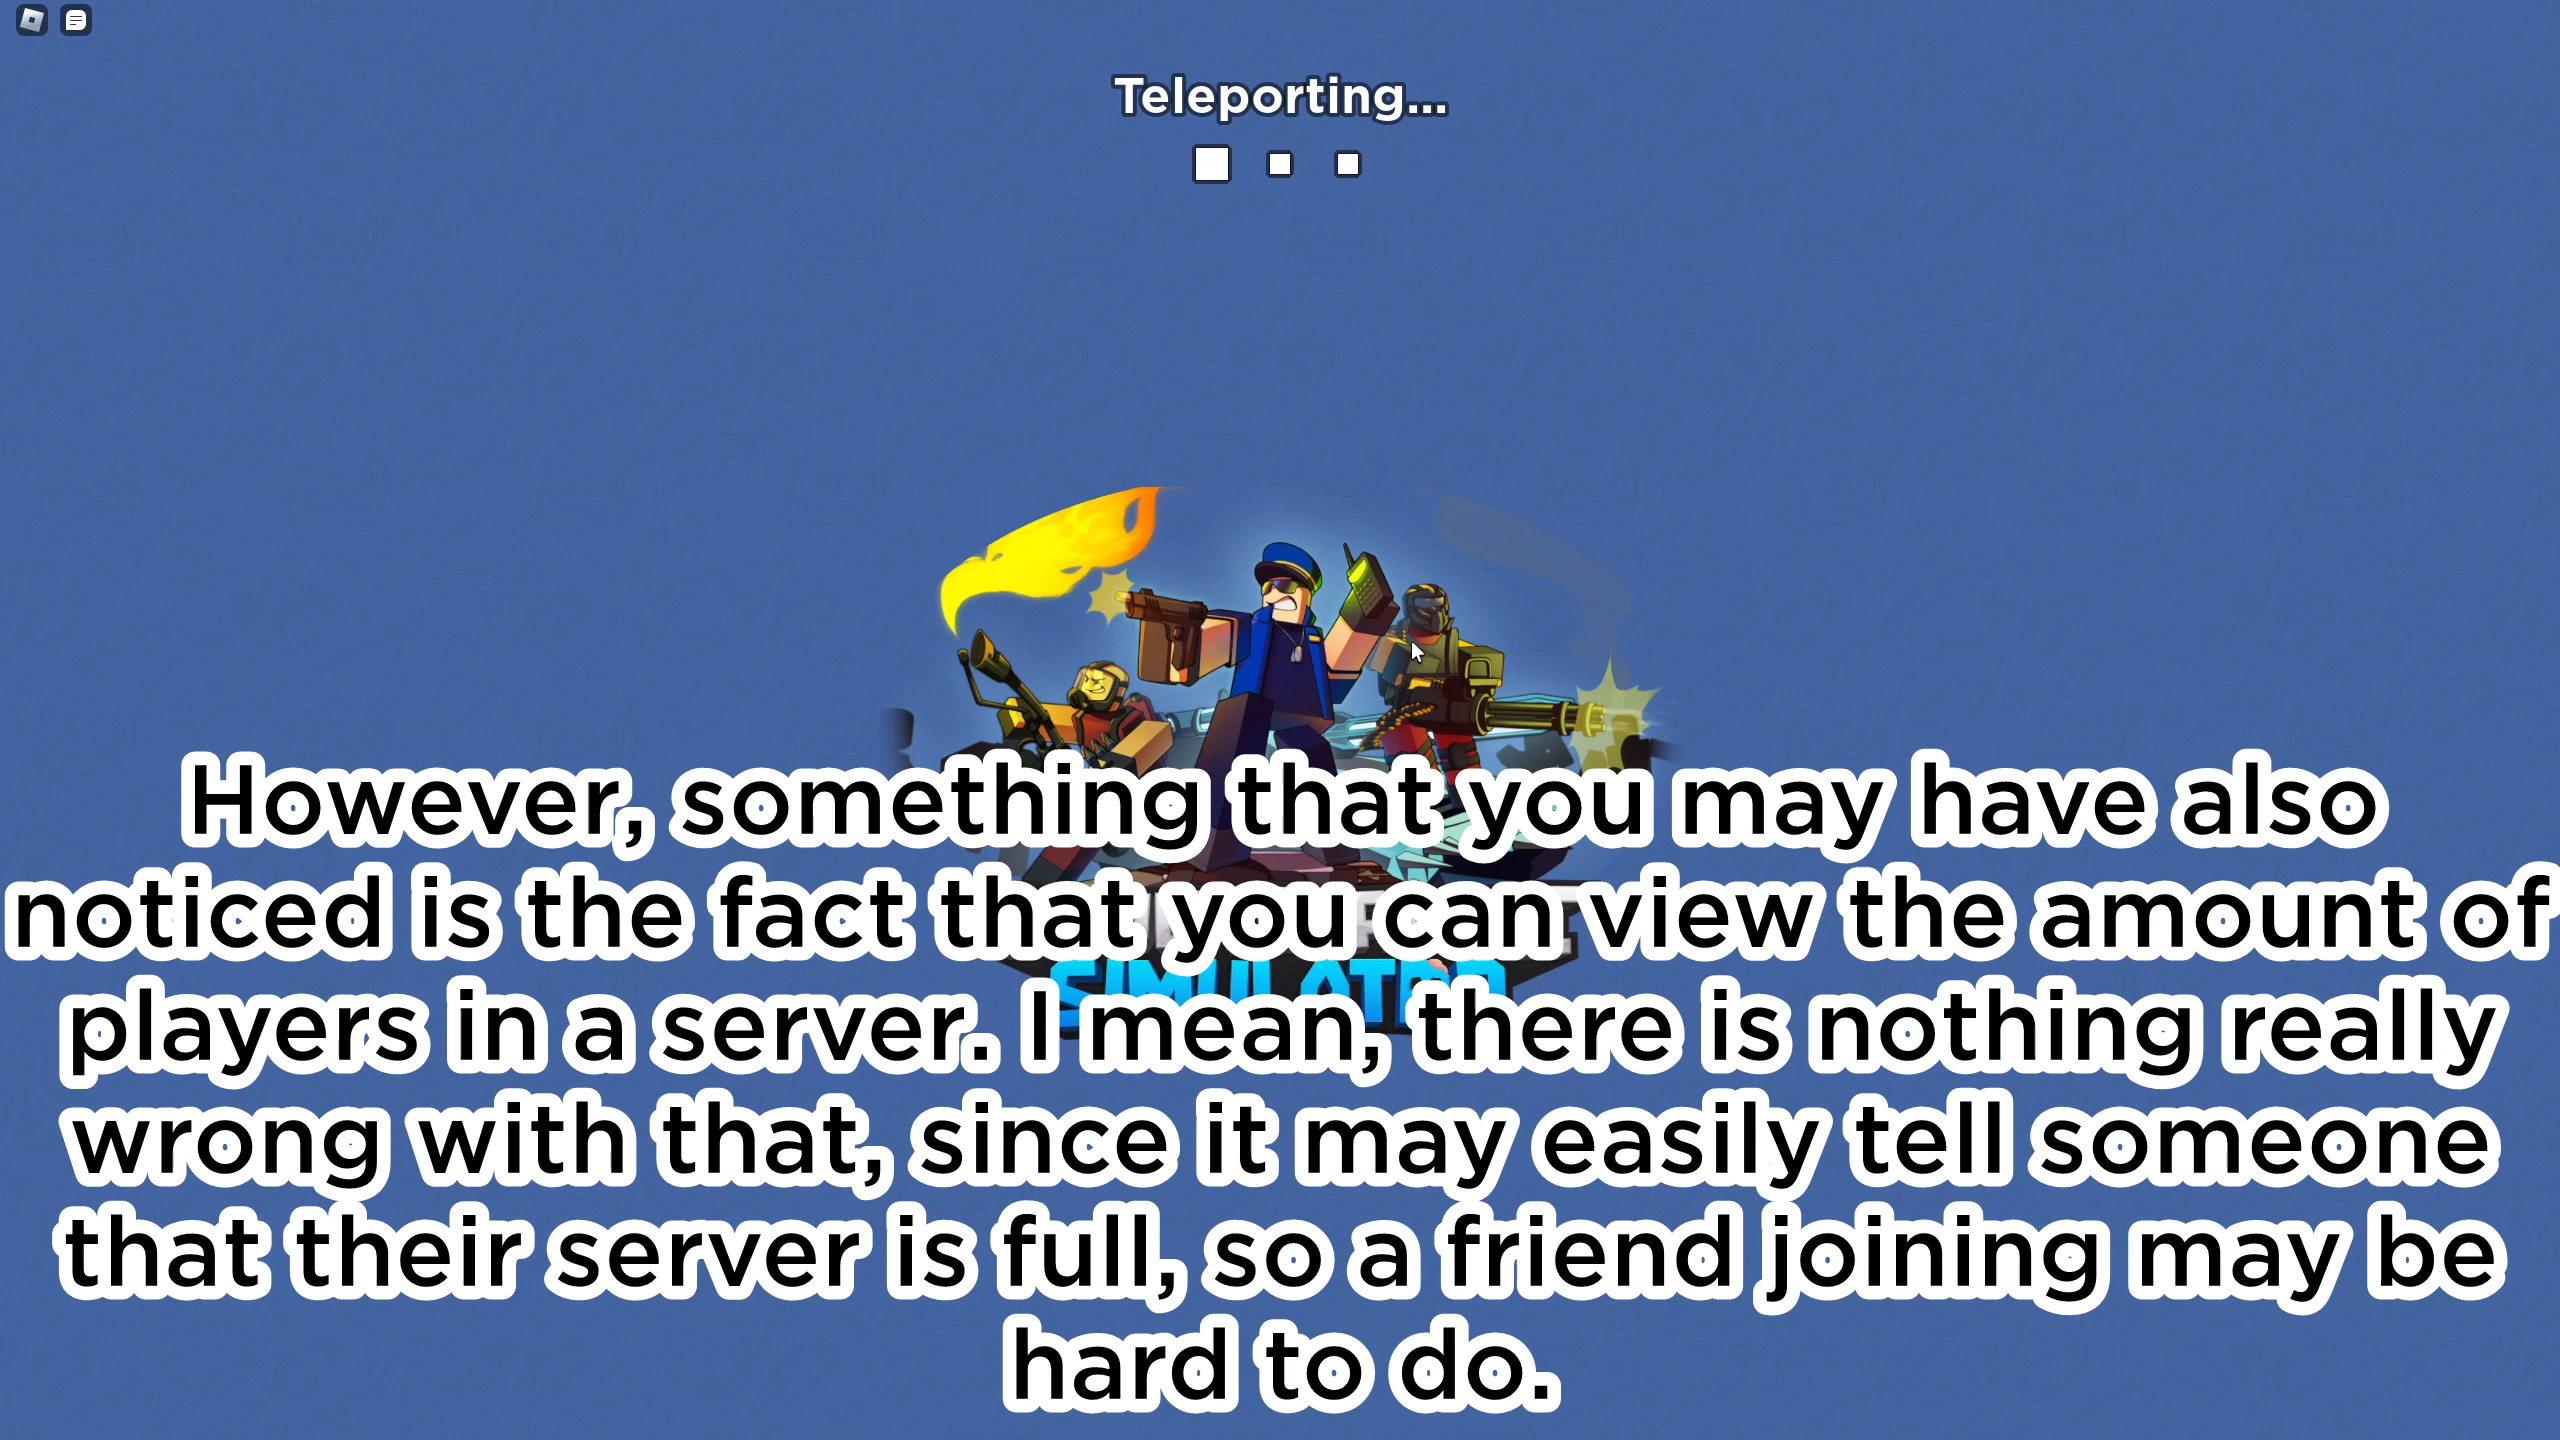 Teleporting...
However, something that you may have also
noticed is the fact that you can view the amount of
players in a server. I mean, there is nothing really
wrong with that, since it may easily tell someone
that their server is full, so a friend joining may be
hard to do.